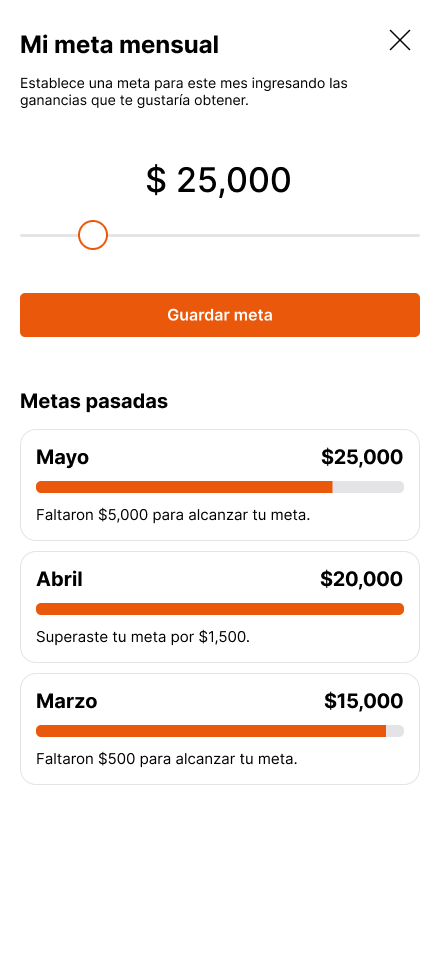 Mi meta mensual
Establece una meta para este mes ingresando las
ganancias que te gustaría obtener.
$ 25,000
Guardar meta
Metas pasadas
Mayo $25,000
Faltaron $5,000 para alcanzar tu meta.
Abril $20,000
Superaste tu meta por $1,500.
Marzo $15,000
Faltaron $500 para alcanzar tu meta.